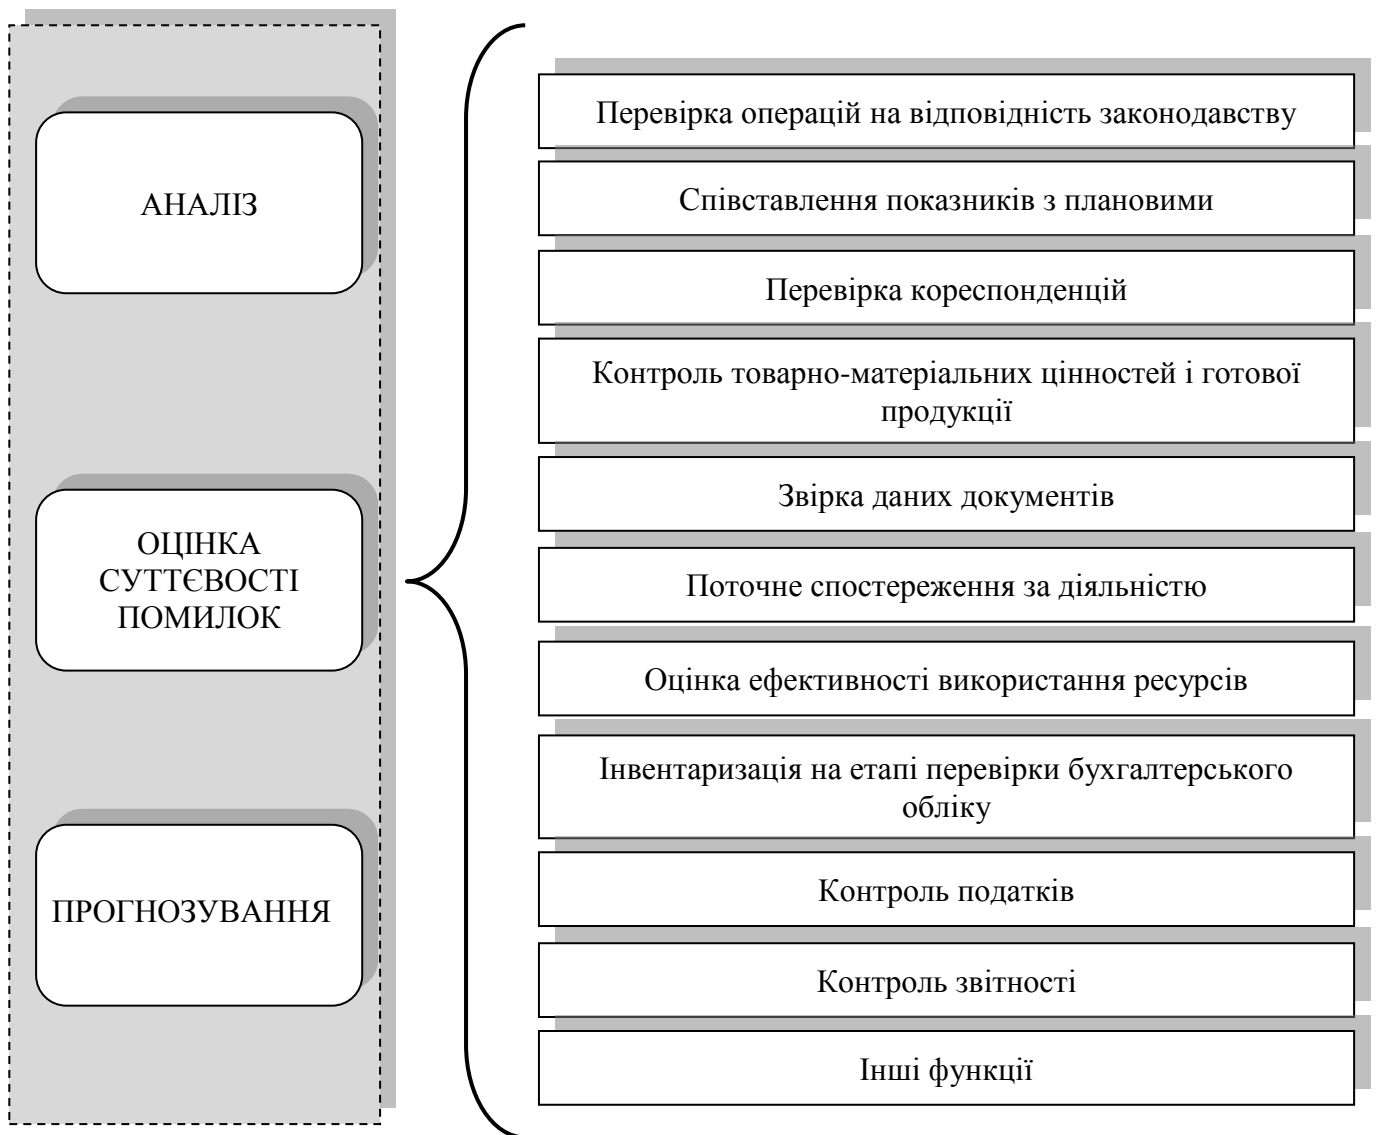 АНАЛІЗ
ОЦІНКА
СУТТЄВОСТІ
ПОМИЛОК
ПРОГНОЗУВАННЯ
Перевірка операцій на відповідність законодавству
Співставлення показників з плановими
Перевірка кореспонденцій
Контроль товарно-матеріальних цінностей і готової
продукції
Звірка даних документів
Поточне спостереження за діяльністю
Оцінка ефективності використання ресурсів
Інвентаризація на етапі перевірки бухгалтерського
обліку
Контроль податків
Контроль звітності
Інші функції